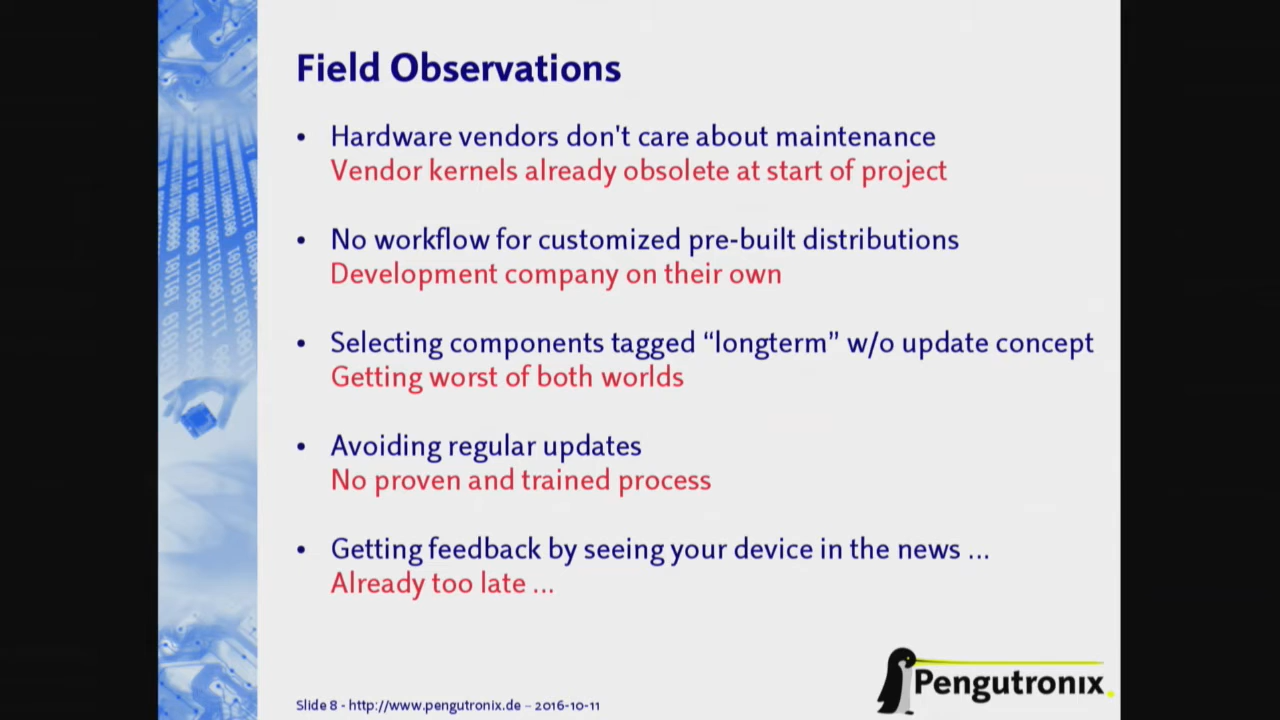 Field Observations
• Hardware vendors don't care about maintenance
Vendor kernels already obsolete at start of project
• No workflow for customized pre-built distributions
Development company on their own
• Selecting components tagged “longterm” w/o update concept
Getting worst of both worlds
• Avoiding regular updates
No proven and trained process
• Getting feedback by seeing your device in the news ...
Already too late ...
Pengutronix
Slide 8 - http://www.pengutronix.de – 2016-10-11